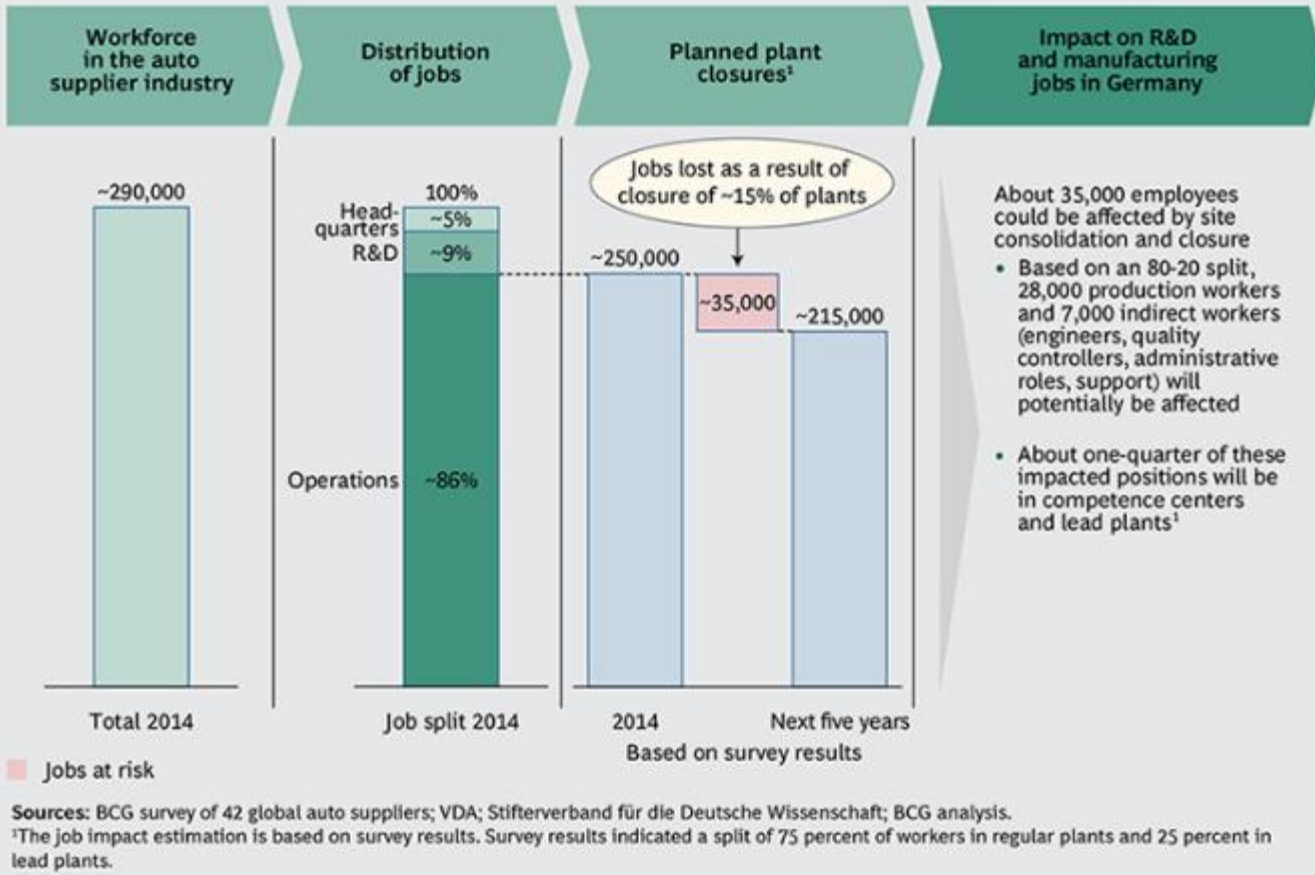 Workforce
in the auto
supplier industry
Distribution
of jobs
Planned plant
closures¹
Impact on R&D
and manufacturing
jobs in Germany
~290,000
Total 2014
100%
Head-
quarters
~5%
R&D
~9%
Operations
~86%
Job split 2014
Jobs lost as a result of
closure of ~15% of plants
~250,000
~35,000
~215,000
2014
Next five years
Based on survey results
About 35,000 employees
could be affected by site
consolidation and closure
• Based on an 80-20 split,
28,000 production workers
and 7,000 indirect workers
(engineers, quality
controllers, administrative
roles, support) will
potentially be affected
• About one-quarter of these
impacted positions will be
in competence centers
and lead plants¹
Jobs at risk
Sources: BCG survey of 42 global auto suppliers; VDA; Stifterverband für die Deutsche Wissenschaft; BCG analysis.
¹The job impact estimation is based on survey results. Survey results indicated a split of 75 percent of workers in regular plants and 25 percent in
lead plants.